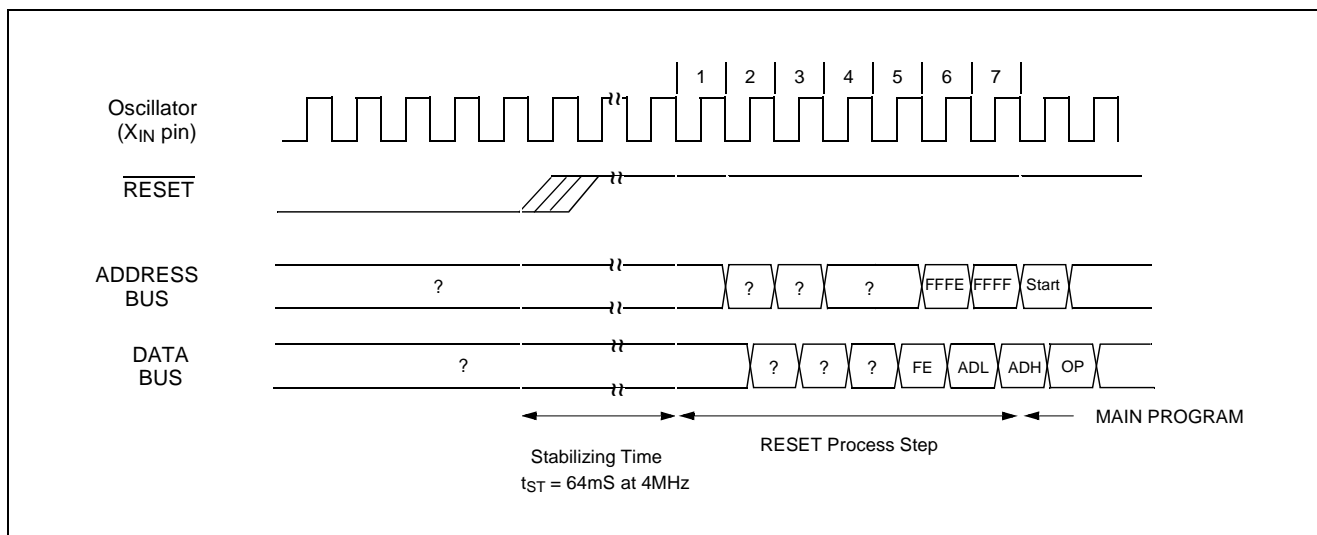 1 2 3 4 5 6 7
Oscillator
(XIN pin)
RESET
ADDRESS
BUS
? ? ? ? FFFE FFFF Start
DATA
BUS
? ? ? ? FE ADL ADH OP
MAIN PROGRAM
Stabilizing Time
tST = 64mS at 4MHz
RESET Process Step